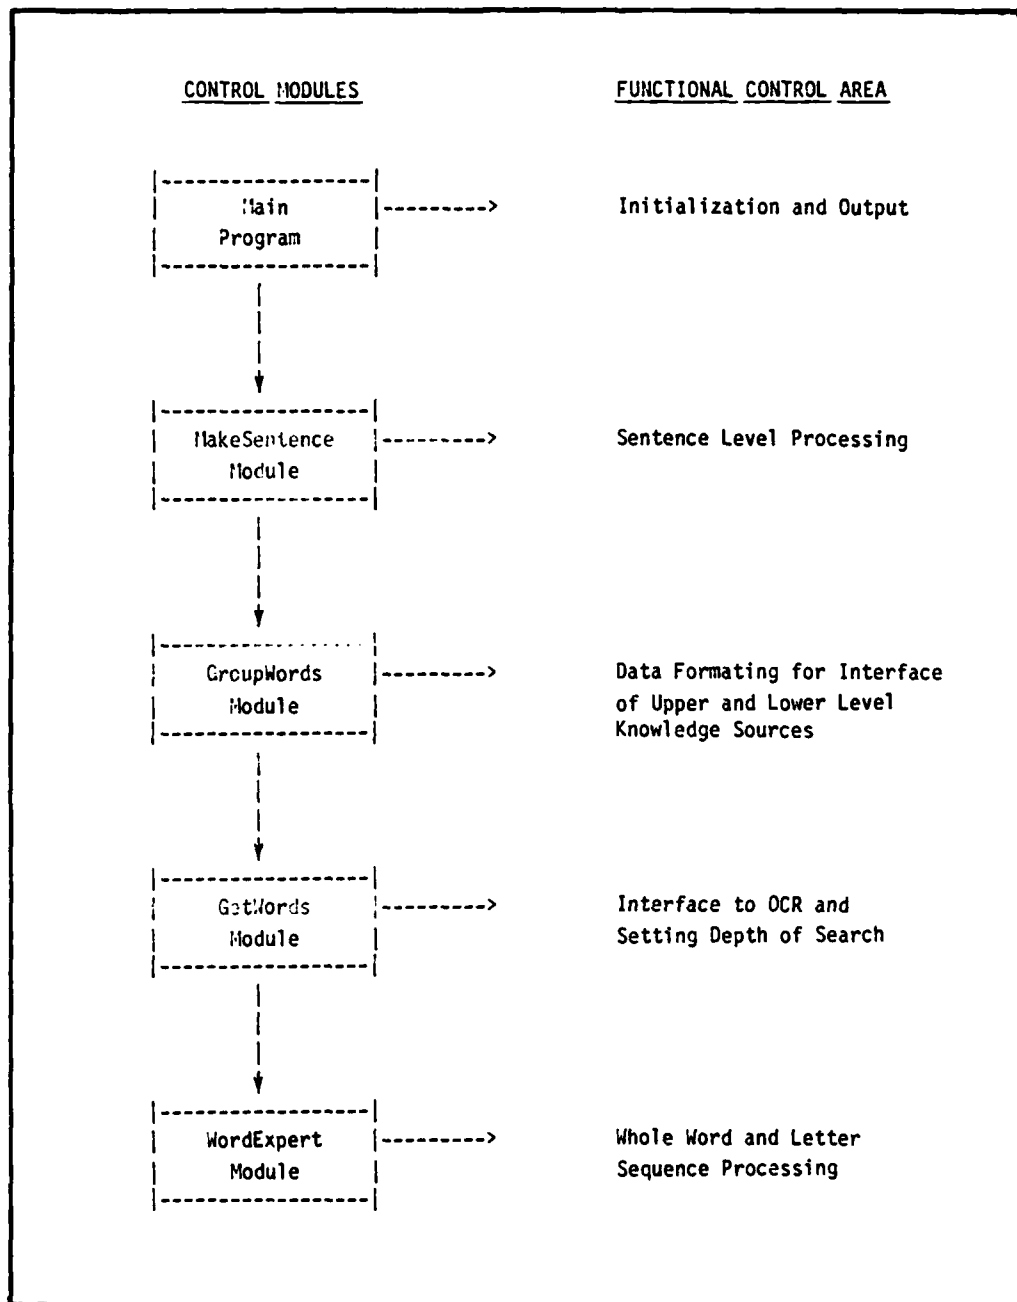 CONTROL MODULES
FUNCTIONAL CONTROL AREA
Main
Program
Initialization and Output
MakeSentence
Module
Sentence Level Processing
GroupWords
Module
Data Formating for Interface
of Upper and Lower Level
Knowledge Sources
GetWords
Module
Interface to OCR and
Setting Depth of Search
WordExpert
Module
Whole Word and Letter
Sequence Processing